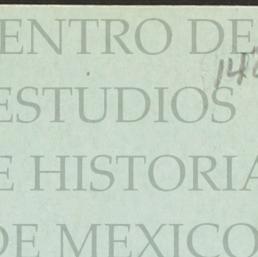 ENTRO DE
ESTUDIOS
E HISTORIA
DE MEXICO